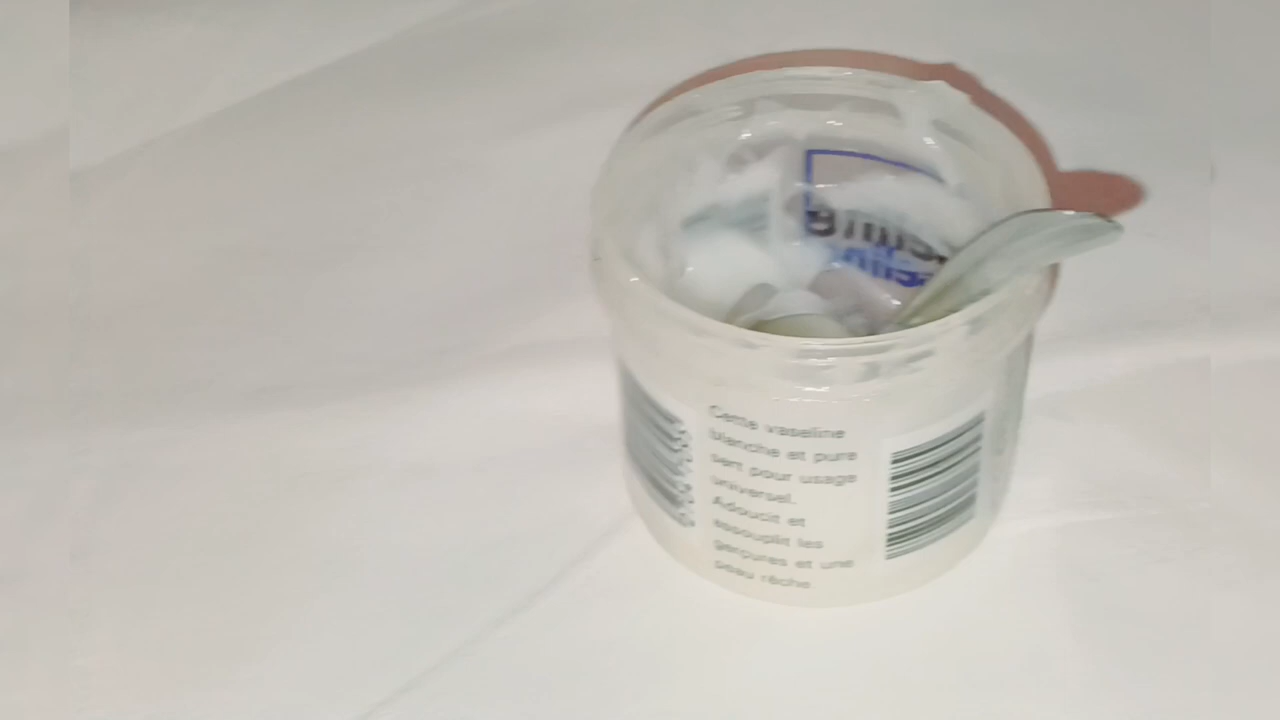 Cette vaseline
blanche et pure
sert pour usage
universel.
Adoucit et
assouplit les
gerçures et une
peau rêche.